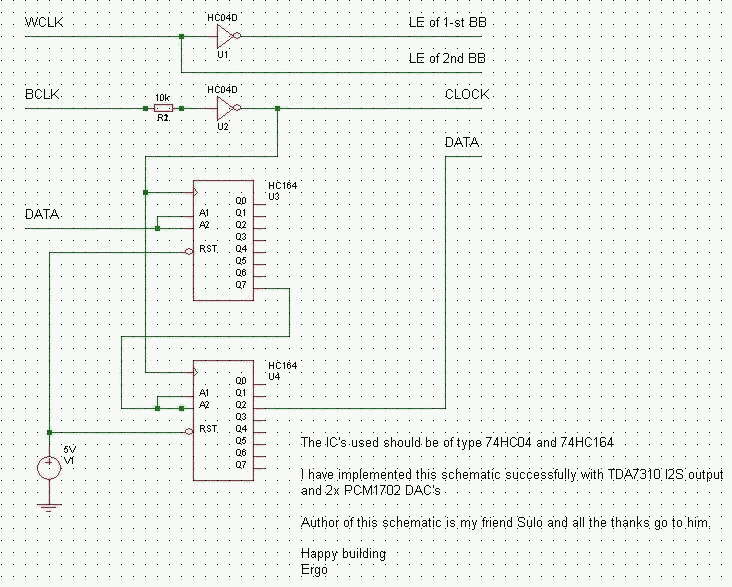 HC04D
WCLK
LE of 1-st BB
U1
LE of 2nd BB
HC04D
BCLK
10k
CLOCK
R2
U2
DATA
HC164
U3
Q0
A1
Q1
DATA
A2
Q2
Q3
RST
Q4
Q5
Q6
Q7
HC164
U4
Q0
A1
Q1
A2
Q2
Q3
RST
Q4
Q5
Q6
Q7
5V
V1
The IC's used should be of type 74HC04 and 74HC164
I have implemented this schematic successfully with TDA7310 I2S output
and 2x PCM1702 DAC's
Author of this schematic is my friend Sulo and all the thanks go to him.
Happy building
Ergo